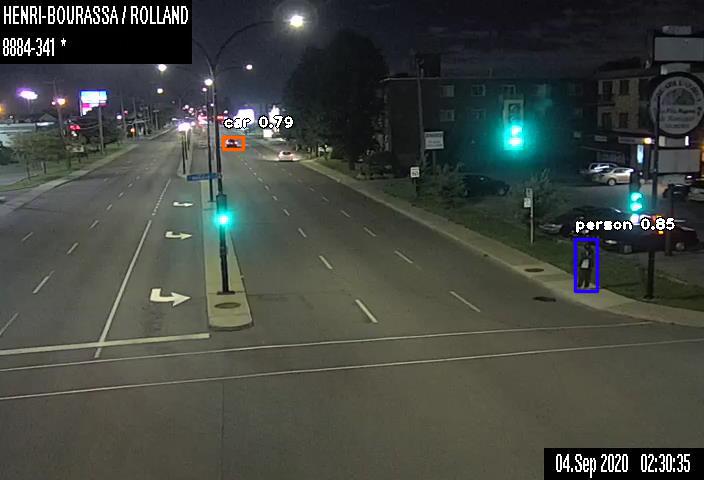 HENRI-BOURASSA / ROLLAND
8884-341 *
car 0.79
person 0.85
04.Sep 2020 02:30:35